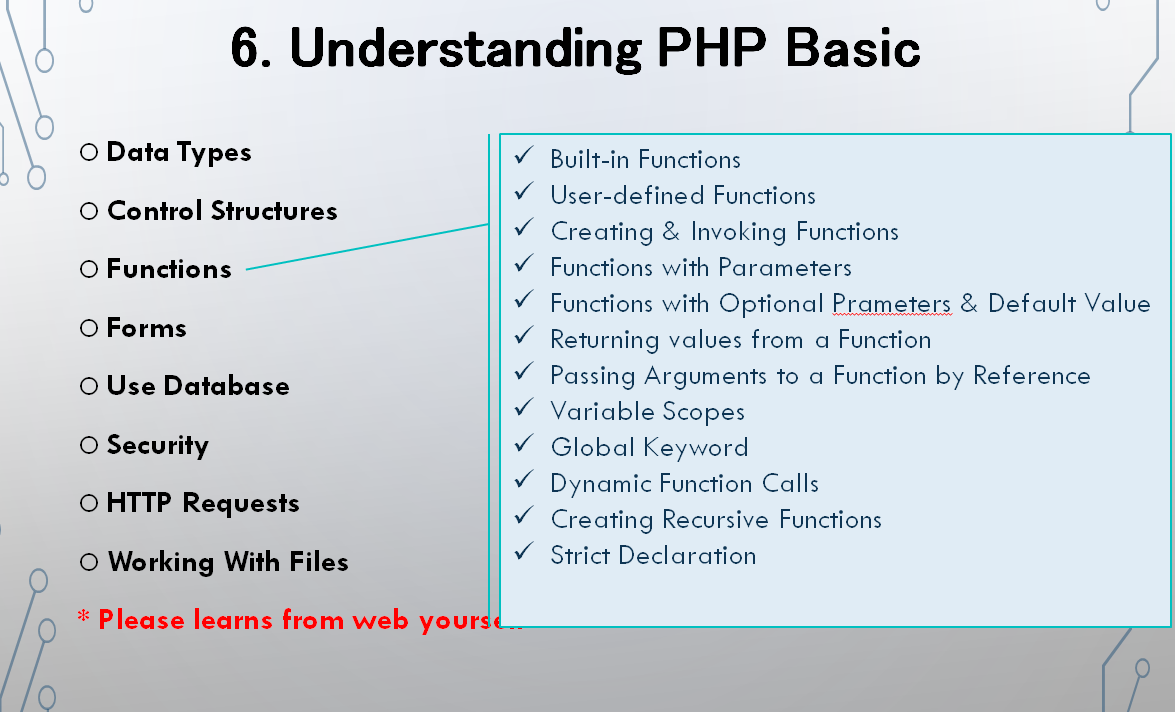 6. Understanding PHP Basic
Data Types
Control Structures
Functions
Forms
Use Database
Security
HTTP Requests
Working With Files
* Please learns from web
Built-in Functions
User-defined Functions
Creating & Invoking Functions
Functions with Parameters
Functions with Optional Prameters & Default Value
Returning values from a Function
Passing Arguments to a Function by Reference
Variable Scopes
Global Keyword
Dynamic Function Calls
Creating Recursive Functions
Strict Declaration